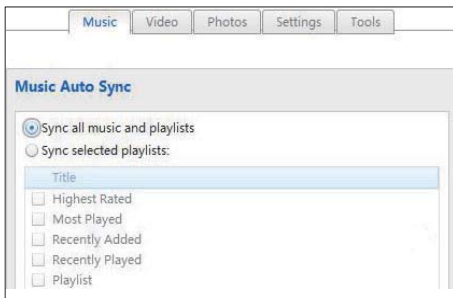 Music Video Photos Settings Tools
Music Auto Sync
Sync all music and playlists
Sync selected playlists:
Title
Highest Rated
Most Played
Recently Added
Recently Played
Playlist